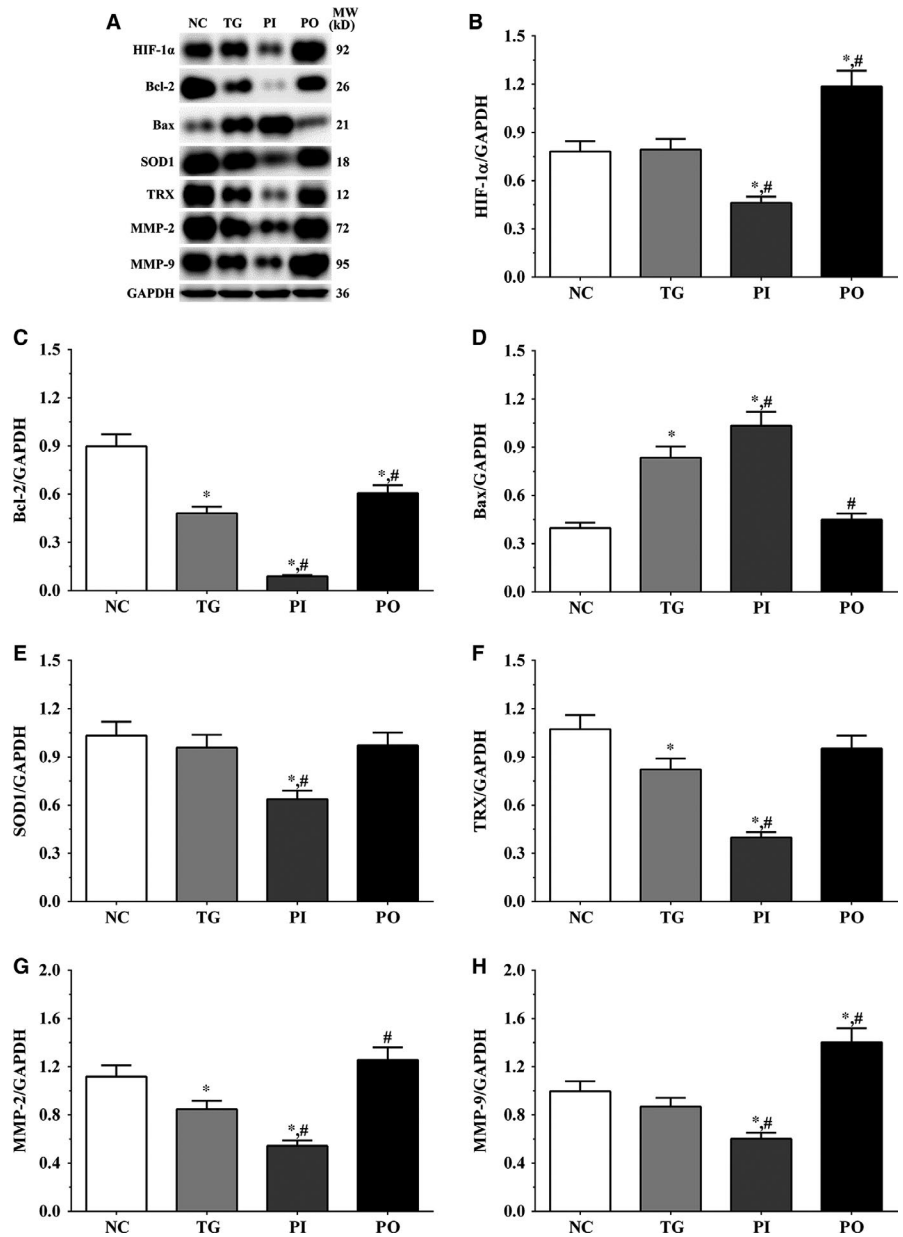 A
NC TG PI PO MW
(kD)
HIF-1α 92
Bcl-2 26
Bax 21
SOD1 18
TRX 12
MMP-2 72
MMP-9 95
GAPDH 36
B
HIF-1α/GAPDH
1.5
1.2
0.9
0.6
0.3
0.0
*,#
*,#
NC TG PI PO
C
Bcl-2/GAPDH
1.5
1.2
0.9
0.6
0.3
0.0
*
*,#
*,#
NC TG PI PO
D
Bax/GAPDH
1.5
1.2
0.9
0.6
0.3
0.0
*
*,#
#
NC TG PI PO
E
SOD1/GAPDH
1.5
1.2
0.9
0.6
0.3
0.0
*,#
NC TG PI PO
F
TRX/GAPDH
1.5
1.2
0.9
0.6
0.3
0.0
*
*,#
NC TG PI PO
G
MMP-2/GAPDH
2.0
1.6
1.2
0.8
0.4
0.0
*
*,#
#
NC TG PI PO
H
MMP-9/GAPDH
2.0
1.6
1.2
0.8
0.4
0.0
*,#
*,#
NC TG PI PO